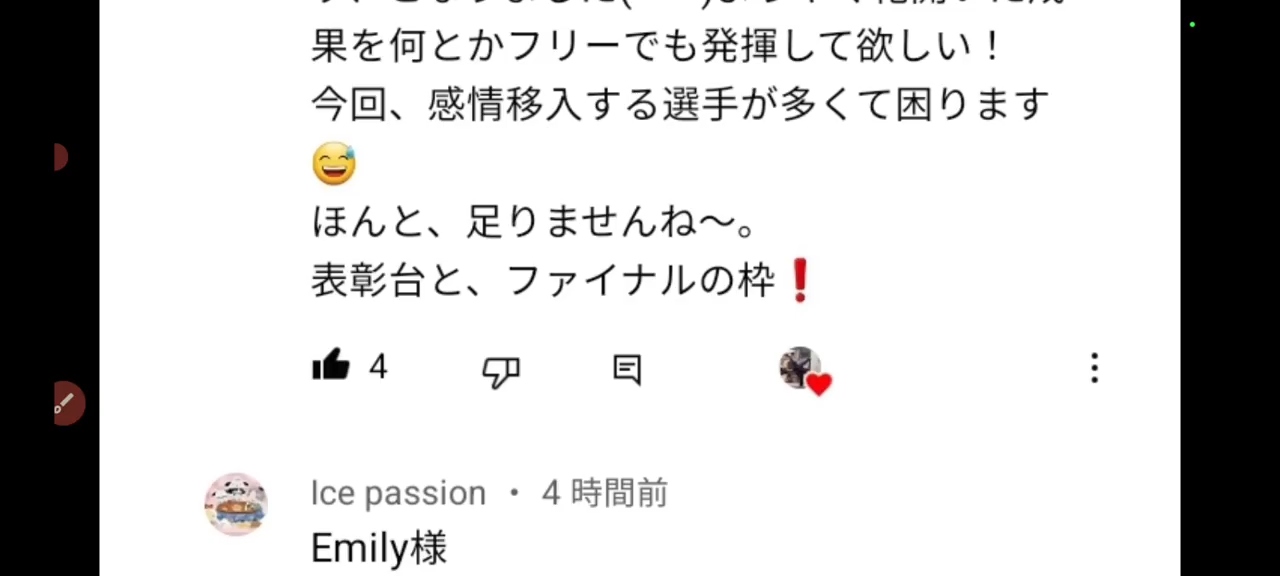 果を何とかフリーでも発揮して欲しい！
今回、感情移入する選手が多くて困ります
😅
ほんと、足りませんね〜。
表彰台と、ファイナルの枠❗
4
Ice passion ・ 4 時間前
Emily様